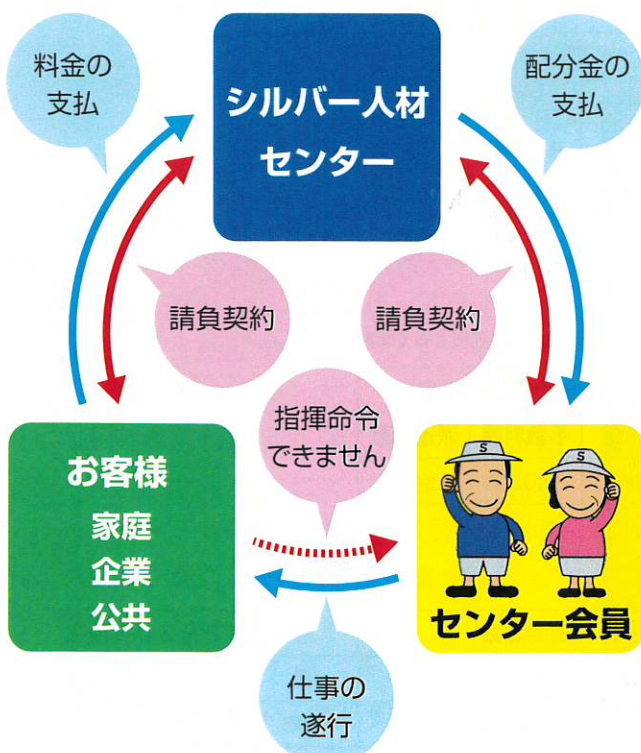 料金の
支払
シルバー人材
センター
配分金の
支払
請負契約
請負契約
指揮命令
できません
お客様
家庭
企業
公共
S
S
センター会員
仕事の
遂行